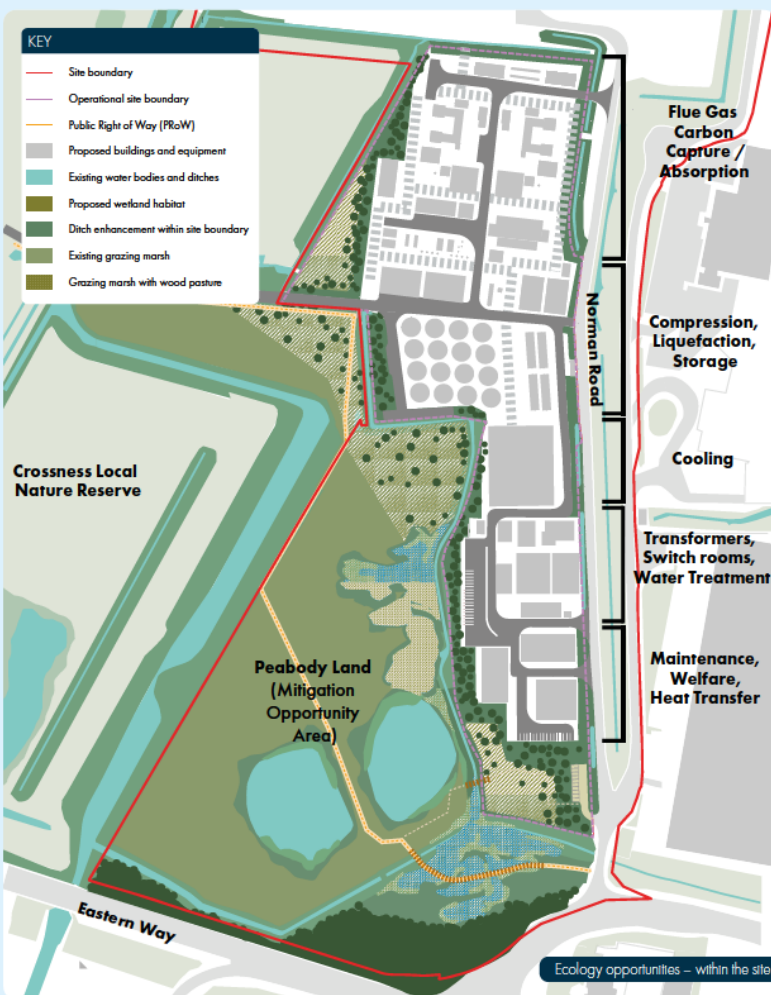 KEY
Site boundary
Operational site boundary
Public Right of Way (PRoW)
Proposed buildings and equipment
Existing water bodies and ditches
Proposed wetland habitat
Ditch enhancement within site boundary
Existing grazing marsh
Grazing marsh with wood pasture
Flue Gas
Carbon
Capture /
Absorption
Norman Road
Compression,
Liquefaction,
Storage
Cooling
Crossness Local
Nature Reserve
Transformers,
Switch rooms,
Water Treatment
Peabody Land
(Mitigation
Opportunity
Area)
Maintenance,
Welfare,
Heat Transfer
Eastern Way
Ecology opportunities – within the site